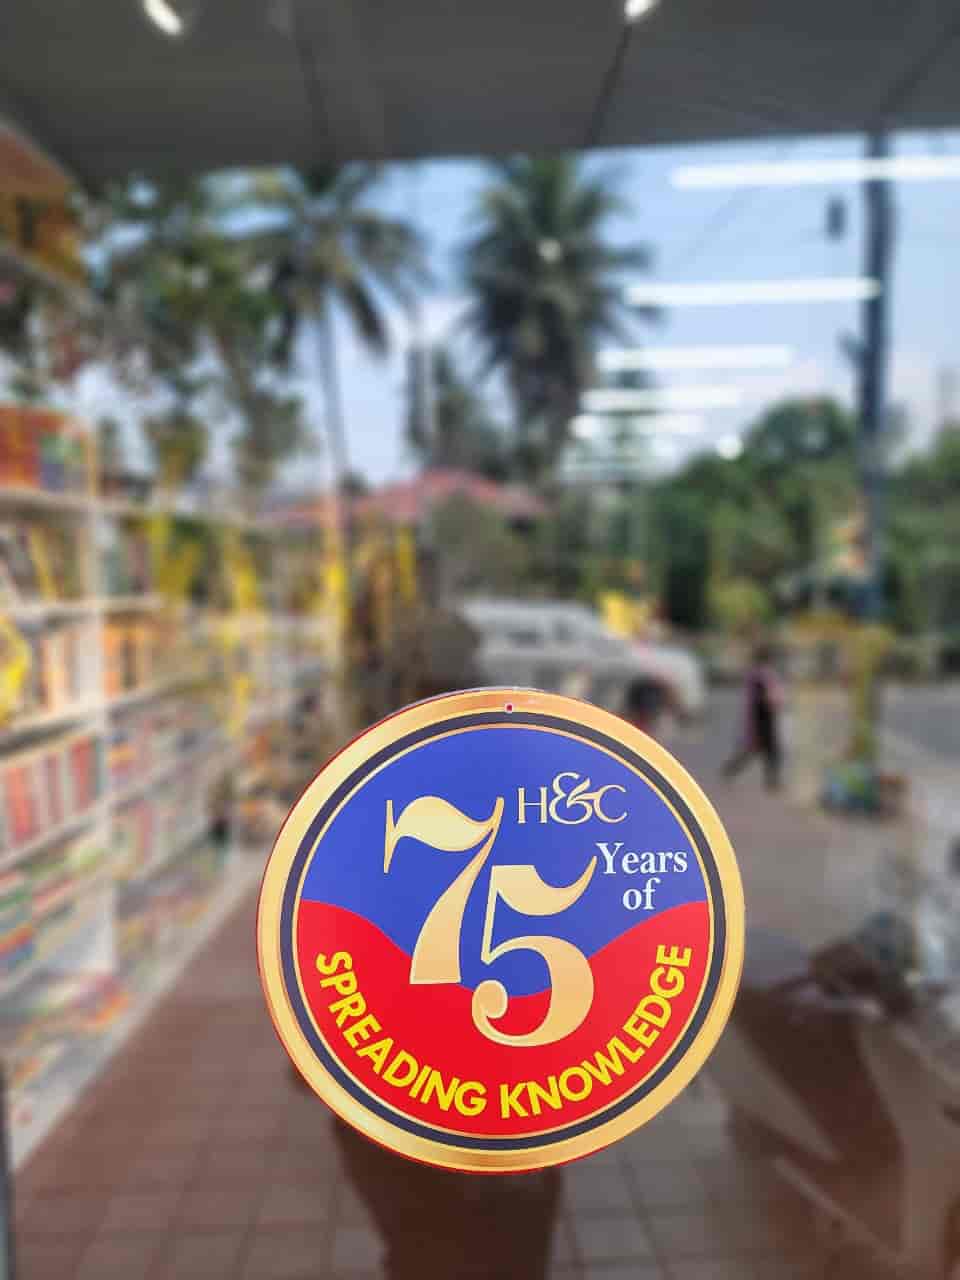 H&C
75
Years
of
SPREADING KNOWLEDGE